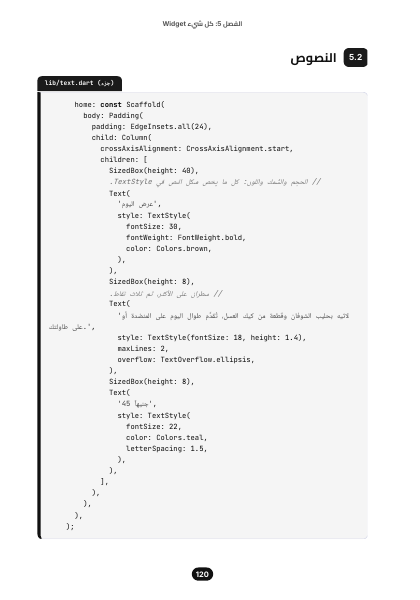 الفصل 5: كل شيء Widget
5.2 النصوص
lib/text.dart (جزء)
home: const Scaffold(
body: Padding(
padding: EdgeInsets.all(24),
child: Column(
crossAxisAlignment: CrossAxisAlignment.start,
children: [
SizedBox(height: 40),
// الحجم والسُمك واللون: كل ما يخص شكل النص في TextStyle.
Text(
'عرض اليوم',
style: TextStyle(
fontSize: 30,
fontWeight: FontWeight.bold,
color: Colors.brown,
),
),
SizedBox(height: 8),
// سطران على الأكثر، ثم ثلاث نقاط.
Text(
'لاتيه بحليب الشوفان وقطعة من كيك العسل، تُقدَّم طوال اليوم على المنضدة أو
على طاولتك.',
style: TextStyle(fontSize: 18, height: 1.4),
maxLines: 2,
overflow: TextOverflow.ellipsis,
),
SizedBox(height: 8),
Text(
'45 جنيهاً',
style: TextStyle(
fontSize: 22,
color: Colors.teal,
letterSpacing: 1.5,
),
),
],
),
),
),
);
120